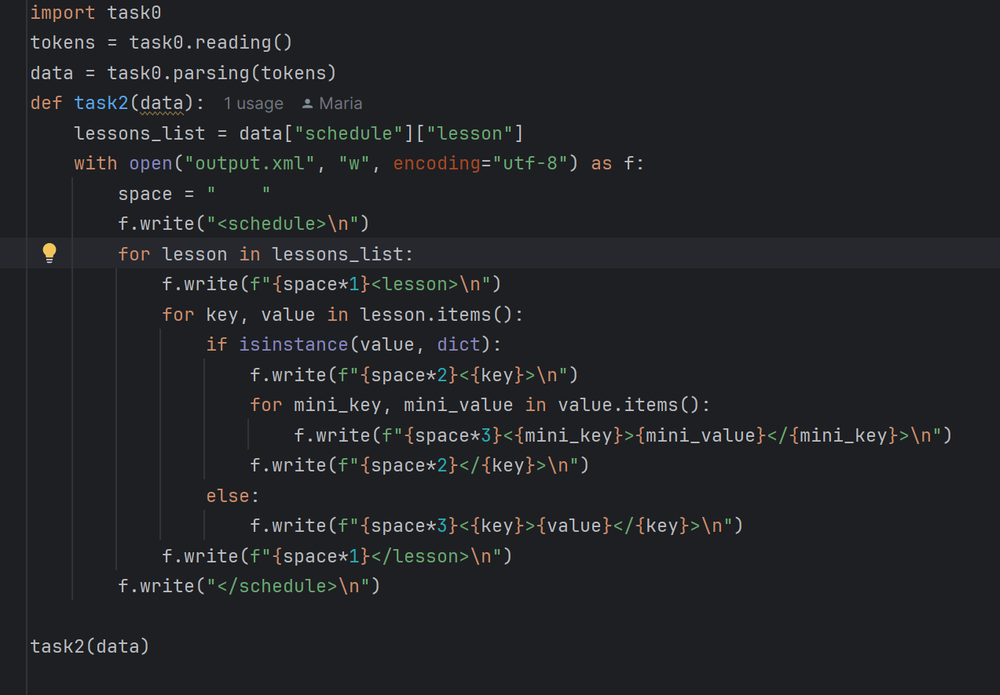 import task0
tokens = task0.reading()
data = task0.parsing(tokens)
def task2(data):  1 usage  Maria
    lessons_list = data["schedule"]["lesson"]
    with open("output.xml", "w", encoding="utf-8") as f:
        space = "    "
        f.write("<schedule>\n")
        for lesson in lessons_list:
            f.write(f"{space*1}<lesson>\n")
            for key, value in lesson.items():
                if isinstance(value, dict):
                    f.write(f"{space*2}<{key}>\n")
                    for mini_key, mini_value in value.items():
                        f.write(f"{space*3}<{mini_key}>{mini_value}</{mini_key}>\n")
                    f.write(f"{space*2}</{key}>\n")
                else:
                    f.write(f"{space*3}<{key}>{value}</{key}>\n")
            f.write(f"{space*1}</lesson>\n")
        f.write("</schedule>\n")

task2(data)